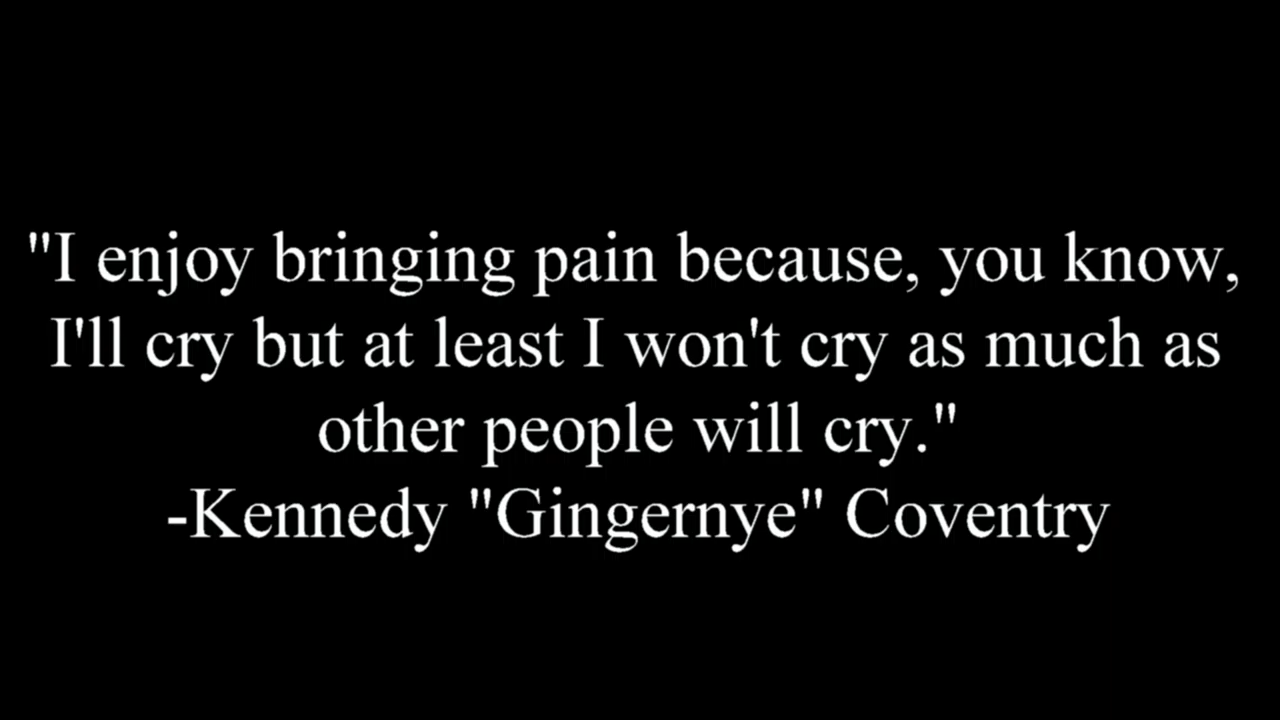 "I enjoy bringing pain because, you know,
I'll cry but at least I won't cry as much as
other people will cry."
-Kennedy "Gingernye" Coventry